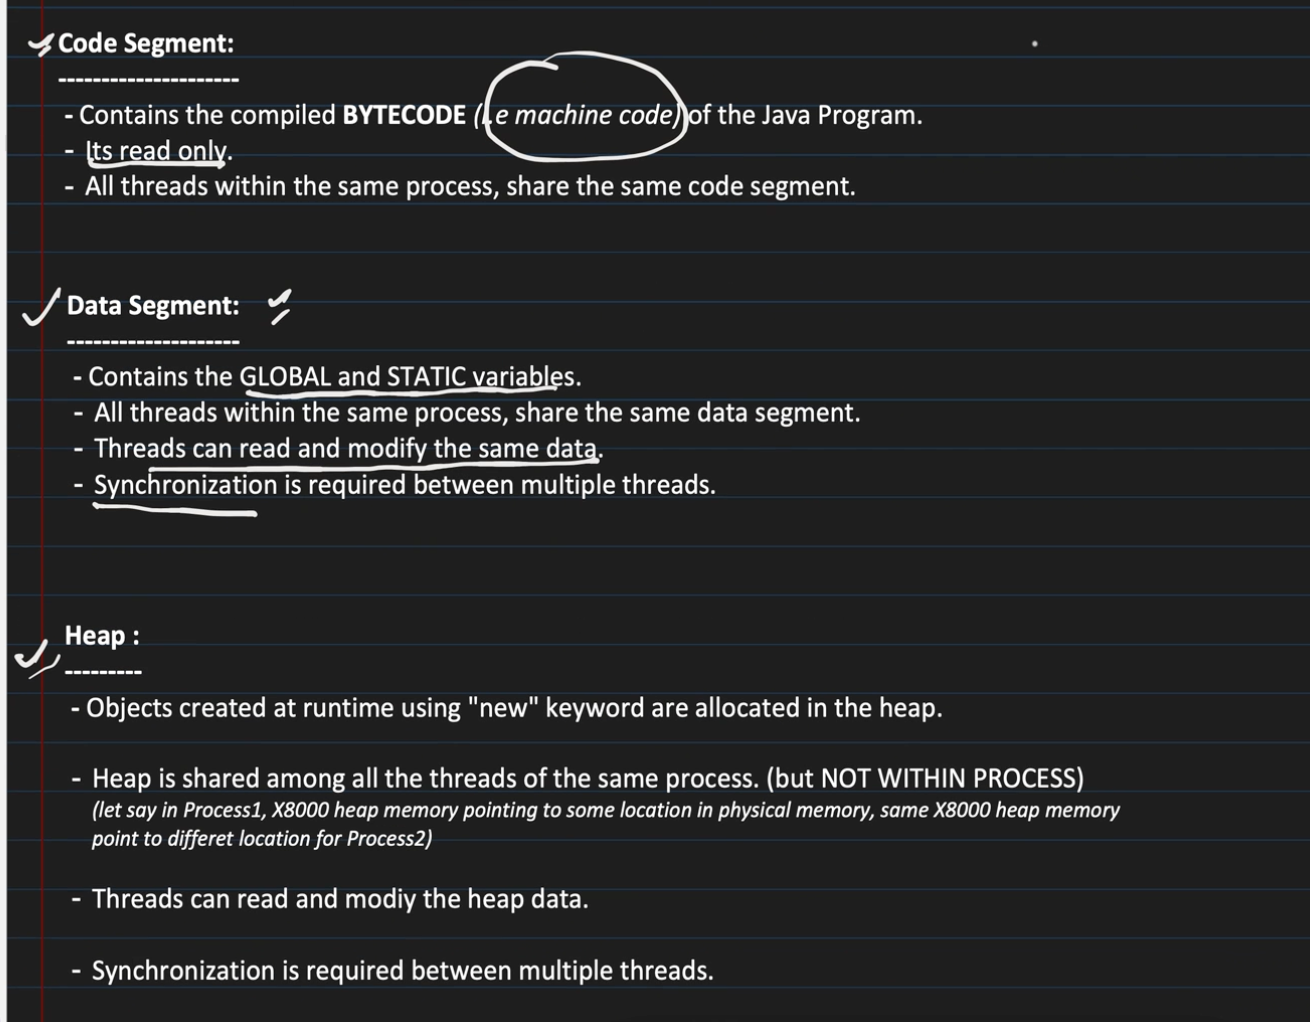 Code Segment:
---------------------
- Contains the compiled BYTECODE (i.e machine code) of the Java Program.
- Its read only.
- All threads within the same process, share the same code segment.
Data Segment:
--------------------
- Contains the GLOBAL and STATIC variables.
- All threads within the same process, share the same data segment.
- Threads can read and modify the same data.
- Synchronization is required between multiple threads.
Heap :
---------
- Objects created at runtime using "new" keyword are allocated in the heap.
- Heap is shared among all the threads of the same process. (but NOT WITHIN PROCESS)
(let say in Process1, X8000 heap memory pointing to some location in physical memory, same X8000 heap memory
point to differet location for Process2)
- Threads can read and modiy the heap data.
- Synchronization is required between multiple threads.